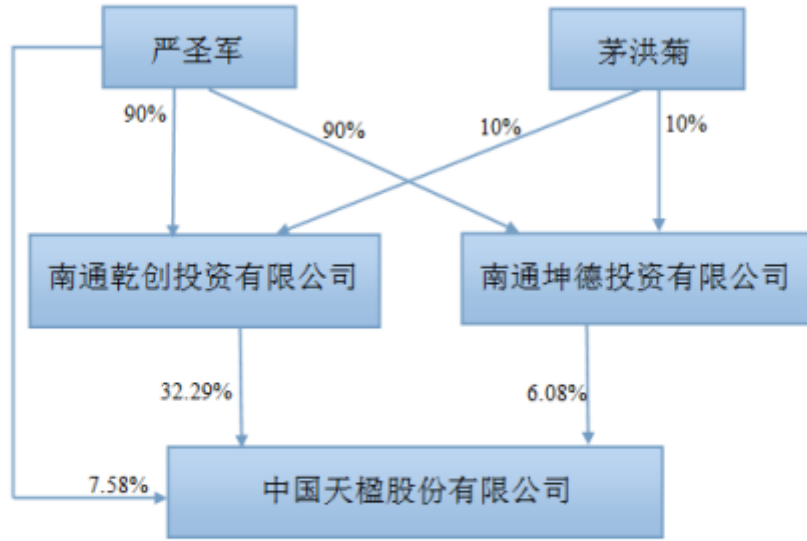 严圣军
茅洪菊
90%
90%
10%
10%
南通乾创投资有限公司
南通坤德投资有限公司
32.29%
6.08%
7.58%
中国天楹股份有限公司